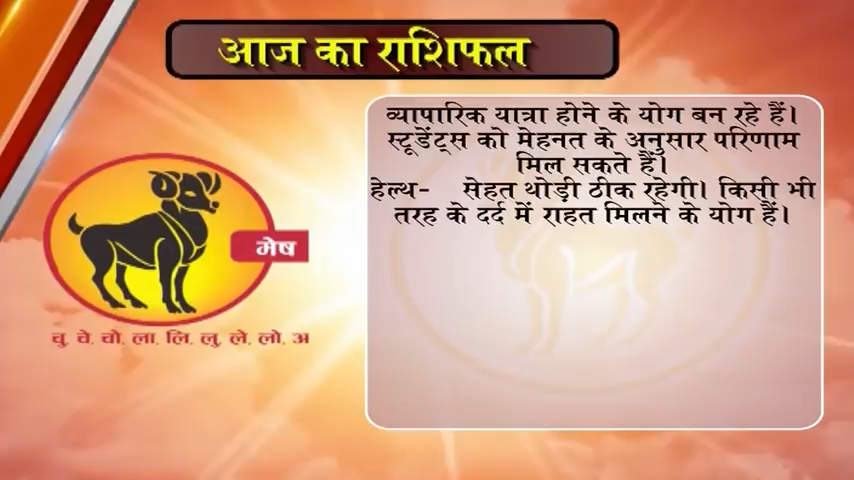 आज का राशिफल
व्यापारिक यात्रा होने के योग बन रहे हैं।
स्टूडेंट्स को मेहनत के अनुसार परिणाम
मिल सकते हैं।
हेल्थ- सेहत थोड़ी ठीक रहेगी। किसी भी
तरह के दर्द में राहत मिलने के योग हैं।
मेष
चु, चे, चो, ला, लि, लु, ले, लो, अ